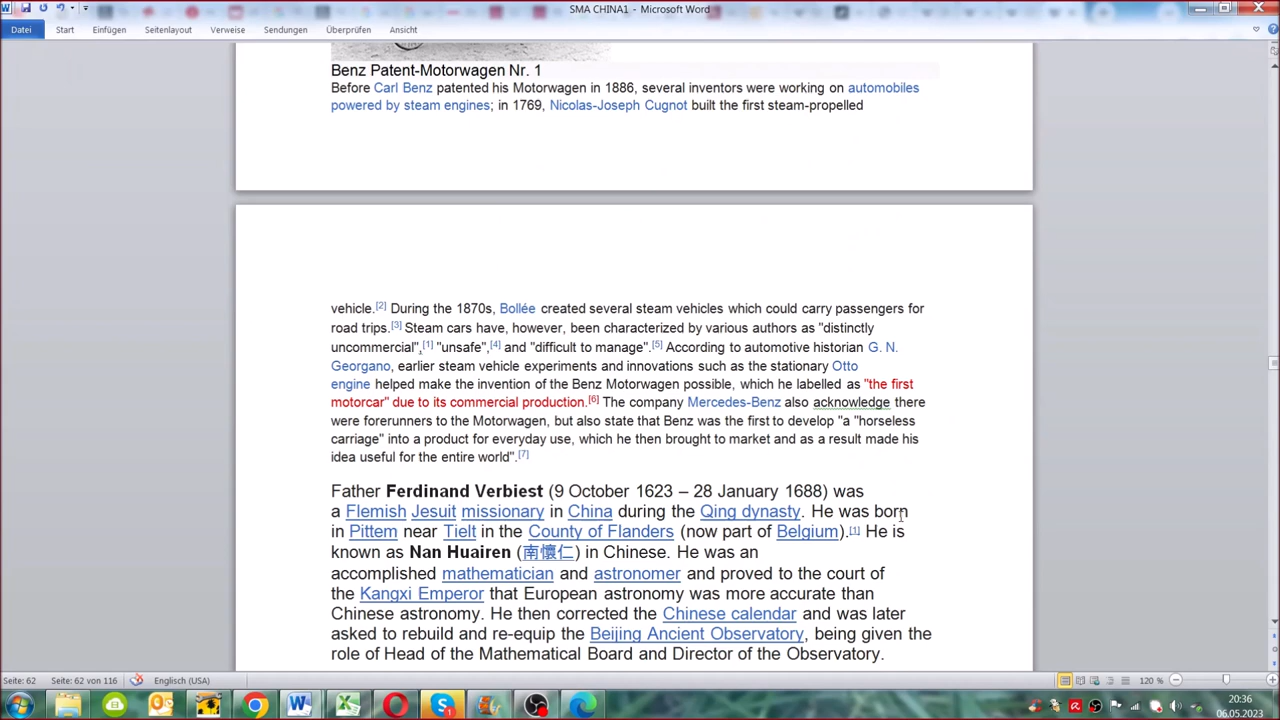 SMA CHINA1 - Microsoft Word
Datei Start Einfügen Seitenlayout Verweise Sendungen Überprüfen Ansicht
Benz Patent-Motorwagen Nr. 1
Before Carl Benz patented his Motorwagen in 1886, several inventors were working on automobiles
powered by steam engines; in 1769, Nicolas-Joseph Cugnot built the first steam-propelled
vehicle.[2] During the 1870s, Bollée created several steam vehicles which could carry passengers for
road trips.[3] Steam cars have, however, been characterized by various authors as "distinctly
uncommercial",[1] "unsafe",[4] and "difficult to manage".[5] According to automotive historian G. N.
Georgano, earlier steam vehicle experiments and innovations such as the stationary Otto
engine helped make the invention of the Benz Motorwagen possible, which he labelled as "the first
motorcar" due to its commercial production.[6] The company Mercedes-Benz also acknowledge there
were forerunners to the Motorwagen, but also state that Benz was the first to develop "a "horseless
carriage" into a product for everyday use, which he then brought to market and as a result made his
idea useful for the entire world".[7]
Father Ferdinand Verbiest (9 October 1623 – 28 January 1688) was
a Flemish Jesuit missionary in China during the Qing dynasty. He was born
in Pittem near Tielt in the County of Flanders (now part of Belgium).[1] He is
known as Nan Huairen (南懷仁) in Chinese. He was an
accomplished mathematician and astronomer and proved to the court of
the Kangxi Emperor that European astronomy was more accurate than
Chinese astronomy. He then corrected the Chinese calendar and was later
asked to rebuild and re-equip the Beijing Ancient Observatory, being given the
role of Head of the Mathematical Board and Director of the Observatory.
Seite: 62 Seite: 62 von 116 English (USA) 120 %
20:36
06.05.2023